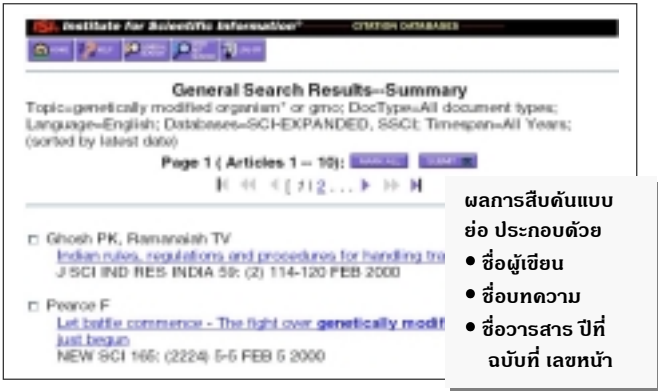 ISI. Institute for Scientific Information® CITATION DATABASES
HOME HELP
General Search Results--Summary
Topic=genetically modified organism* or gmo; DocType=All document types;
Language=English; Databases=SCI-EXPANDED, SSCI; Timespan=All Years;
(sorted by latest date)
Page 1 ( Articles 1 -- 10): MARK ALL SUBMIT
[ 1 | 2 ...
Ghosh PK, Ramanaiah TV
Indian rules, regulations and procedures for handling tra
J SCI IND RES INDIA 59: (2) 114-120 FEB 2000
Pearce F
Let battle commence - The fight over genetically modif
just begun
NEW SCI 165: (2224) 5-5 FEB 5 2000
ผลการสืบค้นแบบ
ย่อ ประกอบด้วย
• ชื่อผู้เขียน
• ชื่อบทความ
• ชื่อวารสาร ปีที่
ฉบับที่ เลขหน้า